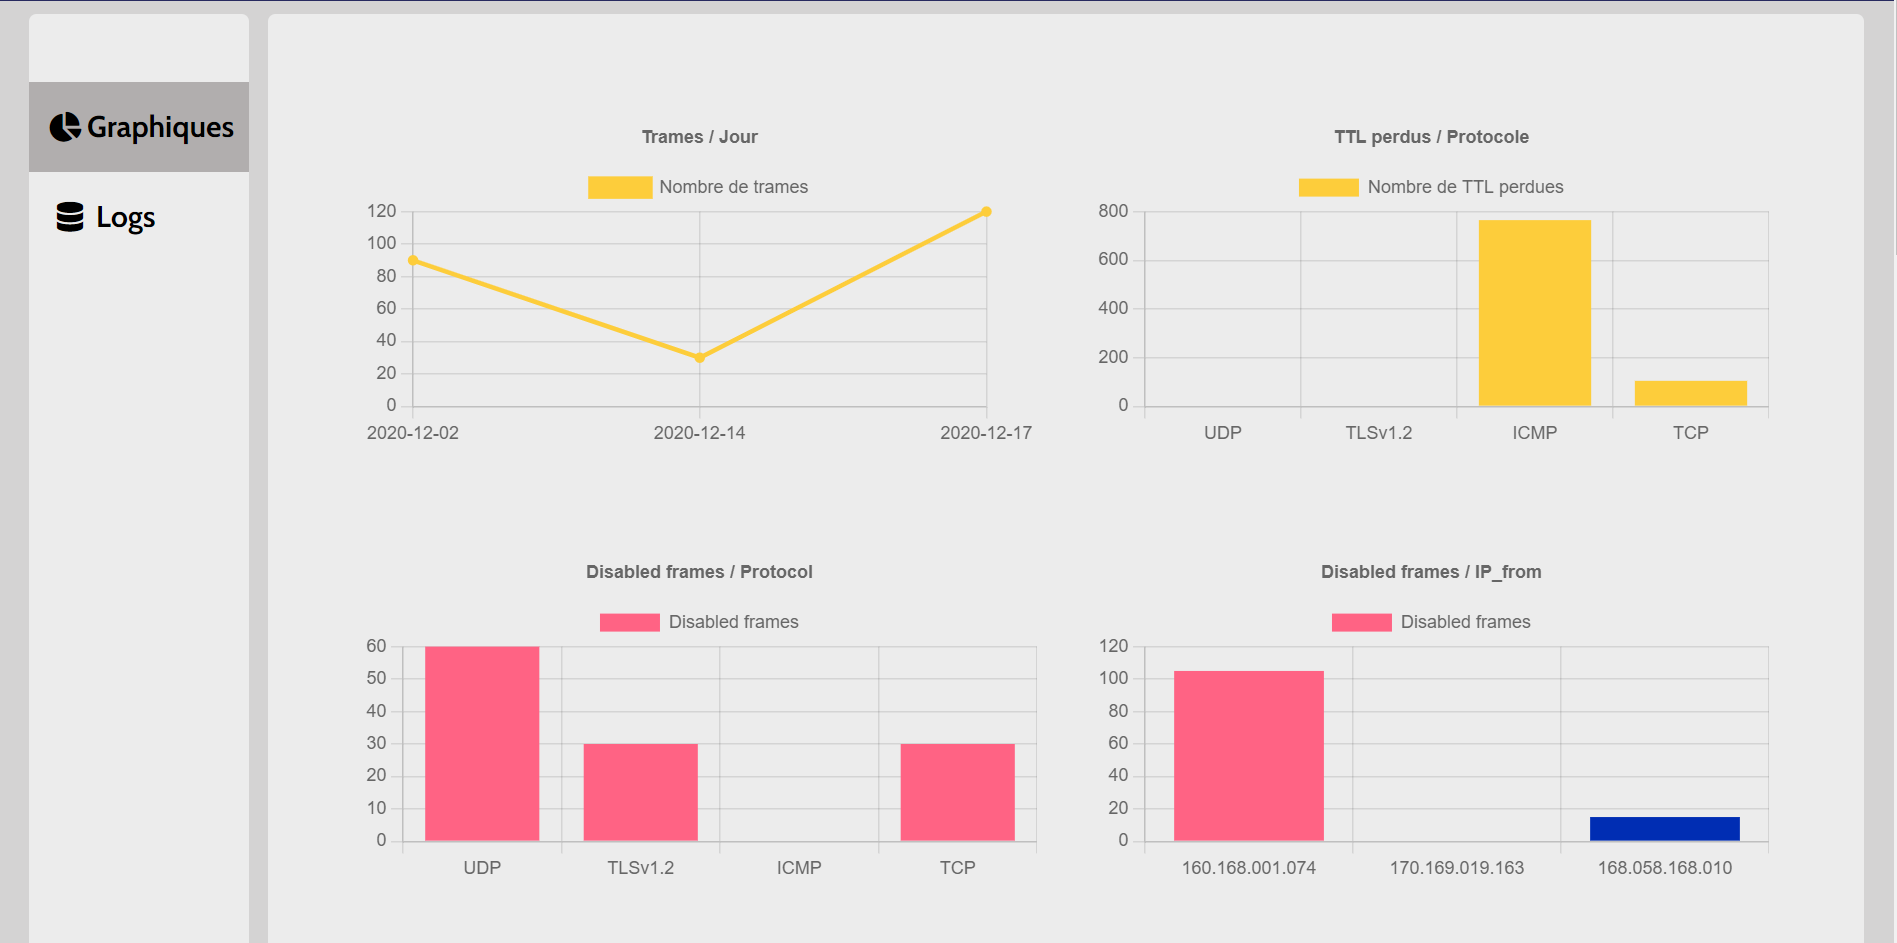 Graphiques
Logs
Trames / Jour
Nombre de trames
120
100
80
60
40
20
0
2020-12-02 2020-12-14 2020-12-17
TTL perdus / Protocole
Nombre de TTL perdues
800
600
400
200
0
UDP TLSv1.2 ICMP TCP
Disabled frames / Protocol
Disabled frames
60
50
40
30
20
10
0
UDP TLSv1.2 ICMP TCP
Disabled frames / IP_from
Disabled frames
120
100
80
60
40
20
0
160.168.001.074 170.169.019.163 168.058.168.010